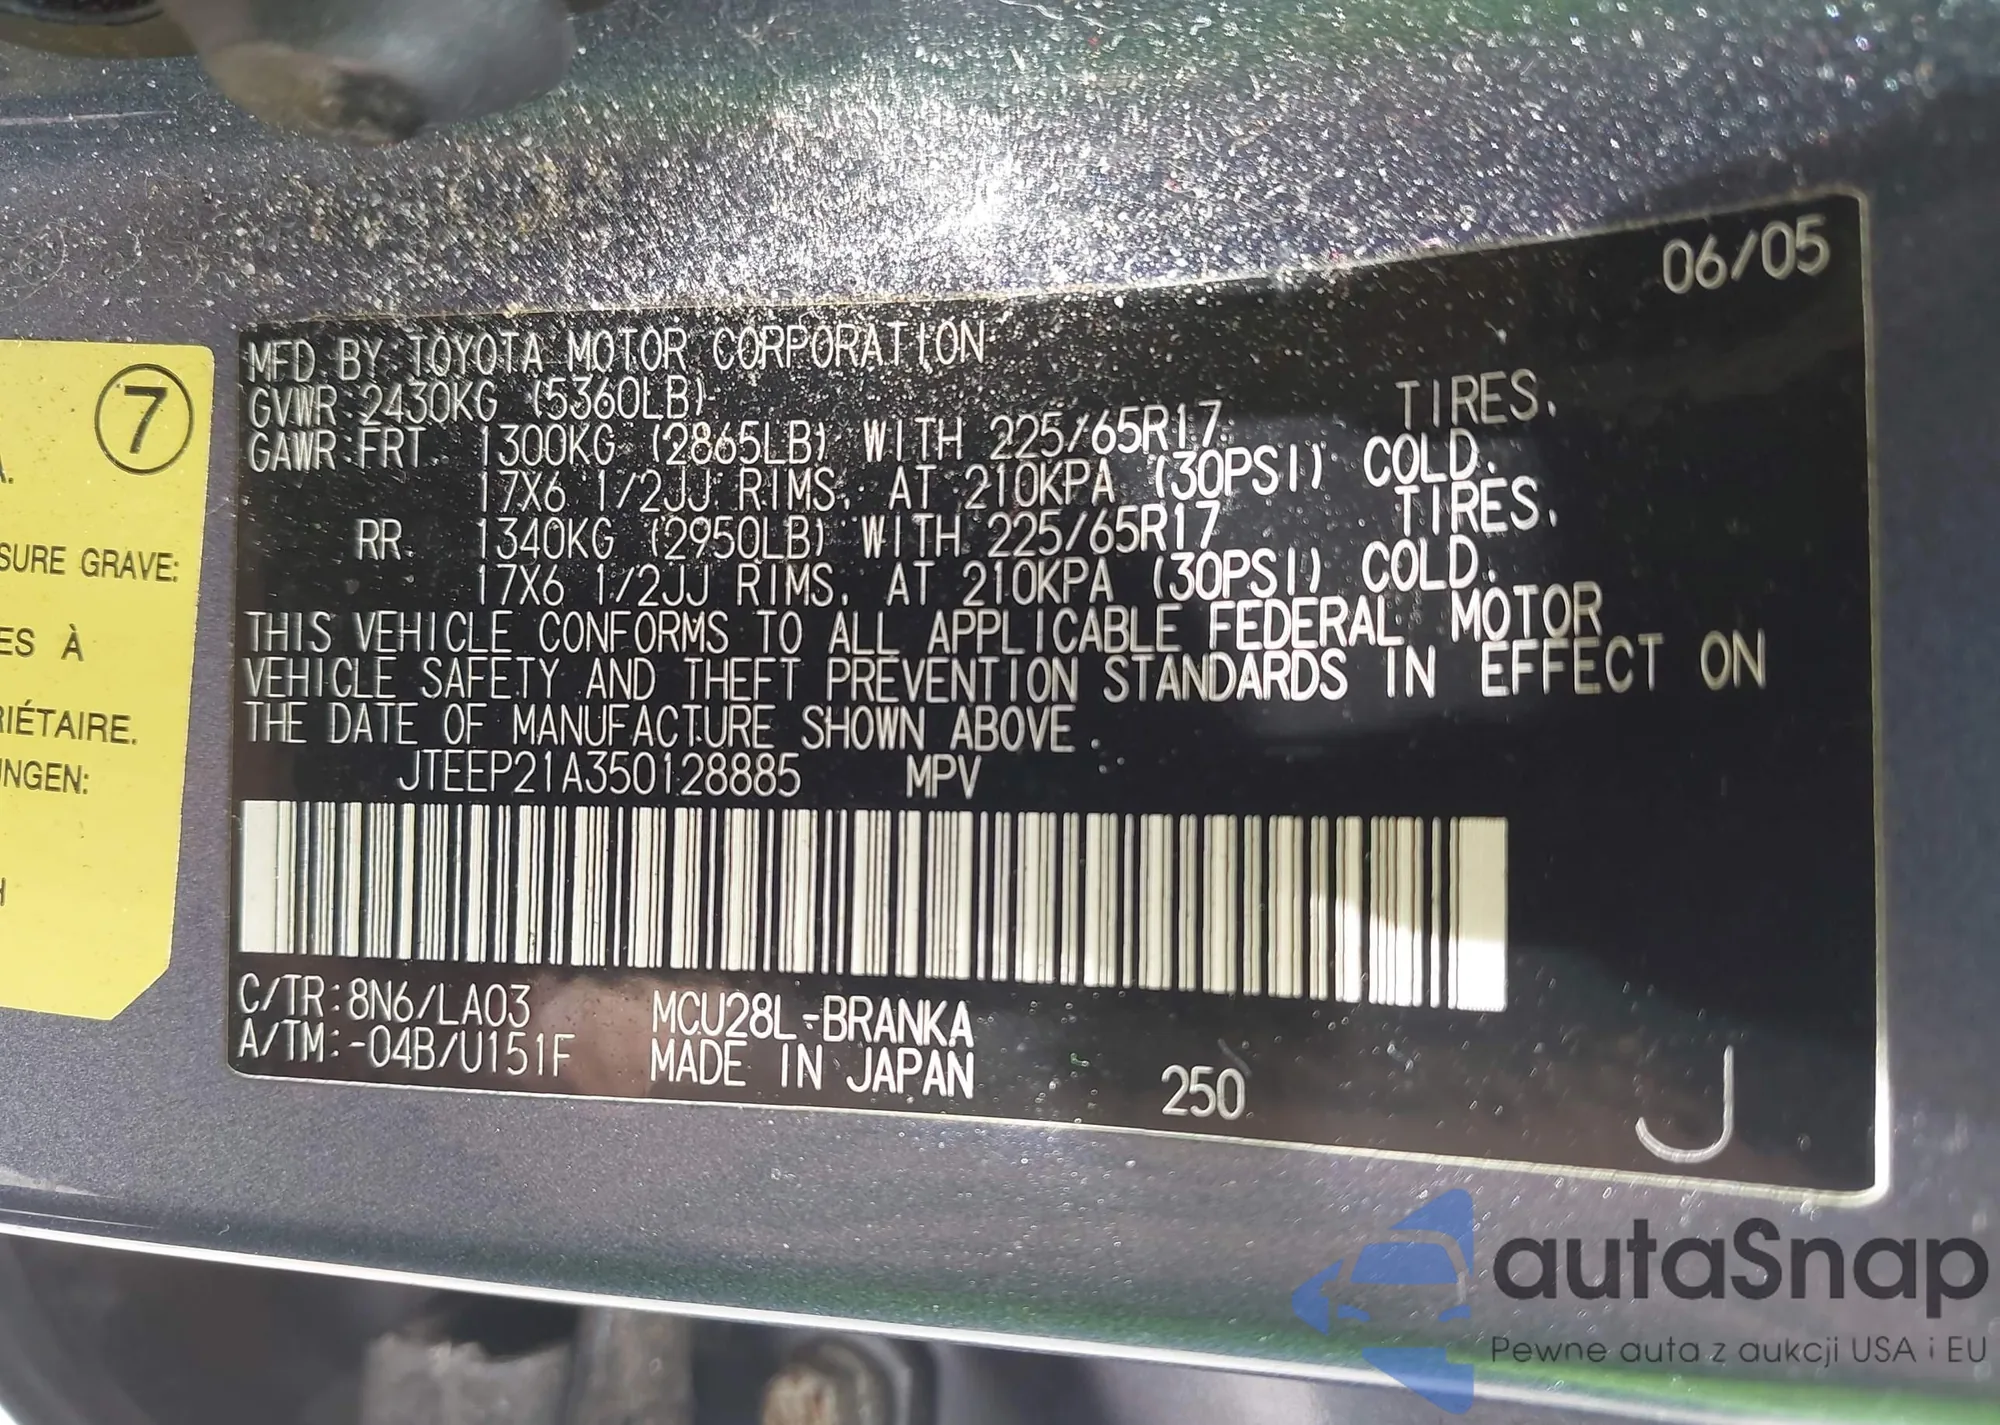 06/05
MFD BY TOYOTA MOTOR CORPORATION
GVWR 2430KG (5360LB)
GAWR FRT 1300KG (2865LB) WITH 225/65R17 TIRES,
17X6 1/2JJ RIMS, AT 210KPA (30PSI) COLD.
RR 1340KG (2950LB) WITH 225/65R17 TIRES,
17X6 1/2JJ RIMS, AT 210KPA (30PSI) COLD.
THIS VEHICLE CONFORMS TO ALL APPLICABLE FEDERAL MOTOR
VEHICLE SAFETY AND THEFT PREVENTION STANDARDS IN EFFECT ON
THE DATE OF MANUFACTURE SHOWN ABOVE.
JTEEP21A350128885 MPV
C/TR:8N6/LA03 MCU28L-BRANKA
A/TM:-04B/U151F MADE IN JAPAN 250
J
7
A.
SURE GRAVE:
ES À
RIÉTAIRE.
NGEN:
autaSnap
Pewne auta z aukcji USA i EU